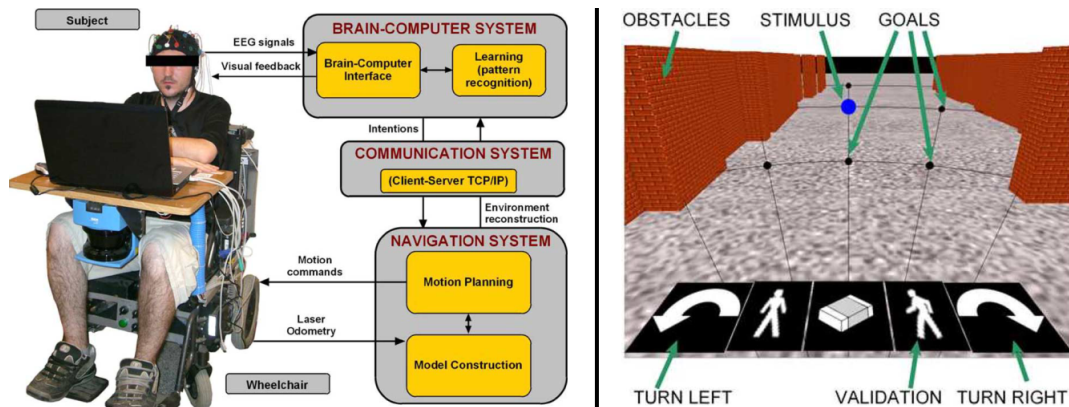 Subject
EEG signals
Visual feedback
BRAIN-COMPUTER SYSTEM
Brain-Computer
Interface
Learning
(pattern
recognition)
Intentions
COMMUNICATION SYSTEM
(Client-Server TCP/IP)
Environment
reconstruction
NAVIGATION SYSTEM
Motion
commands
Motion Planning
Laser
Odometry
Model Construction
Wheelchair
OBSTACLES
STIMULUS
GOALS
TURN LEFT
VALIDATION
TURN RIGHT